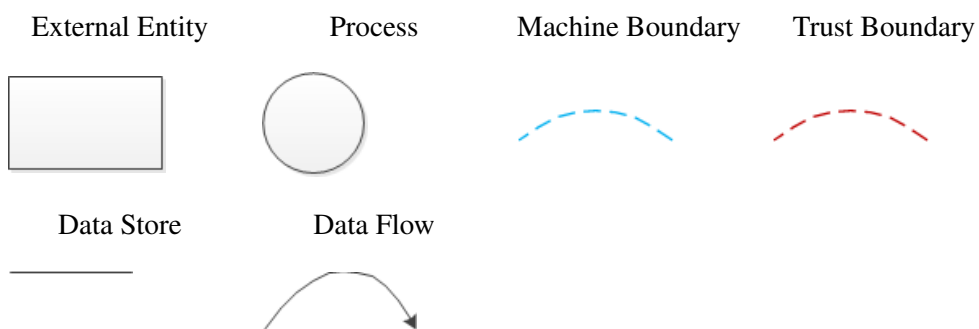 External Entity Process Machine Boundary Trust Boundary
Data Store Data Flow